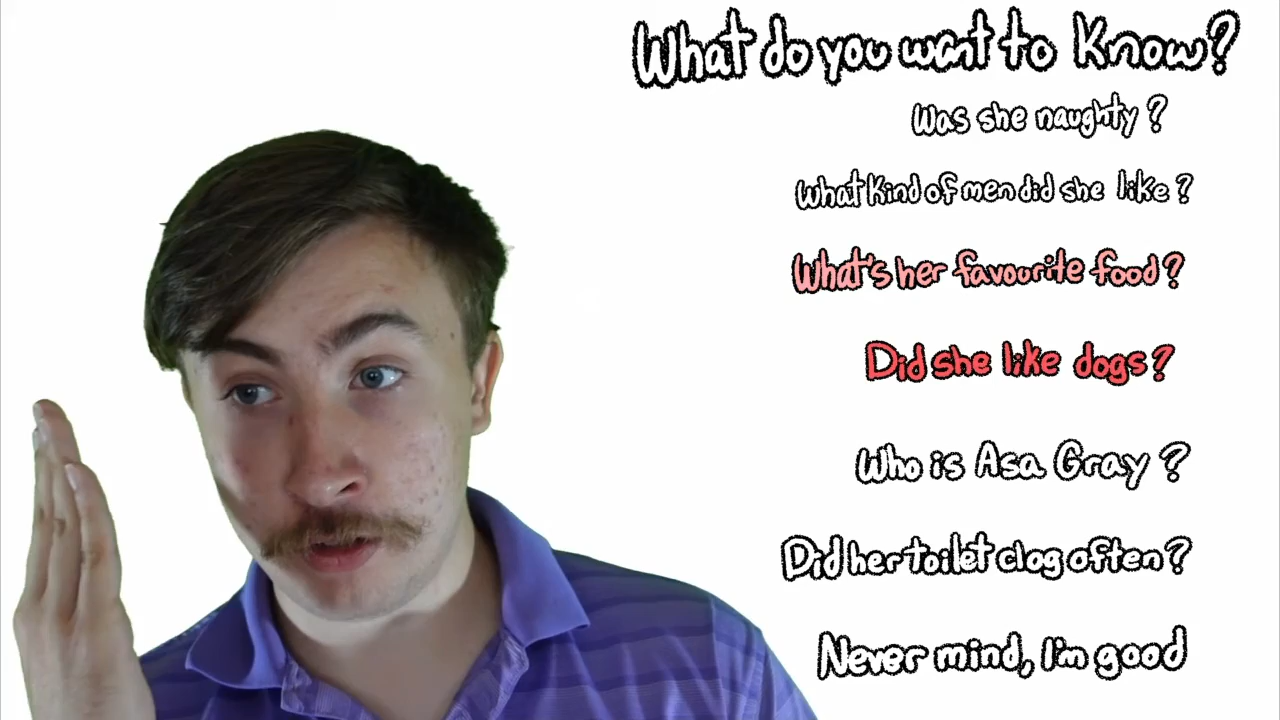 What do you want to Know?
Was she naughty?
What Kind of men did she like?
What's her favourite food?
Did she like dogs?
Who is Asa Gray?
Did her toilet clog often?
Never mind, I'm good